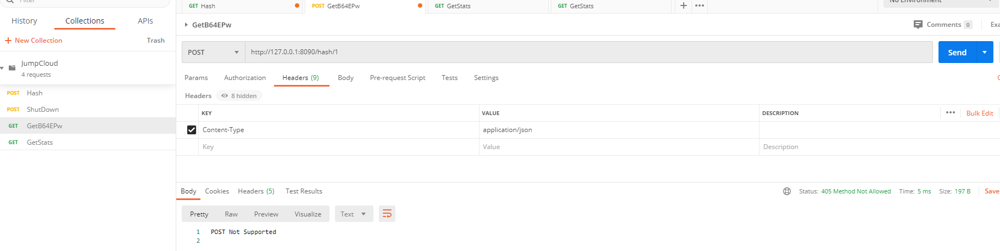 Filter
History Collections APIs
New Collection Trash
JumpCloud
4 requests
POST Hash
POST ShutDown
GET GetB64EPw
GET GetStats
GET Hash POST GetB64EPw GET GetStats GET GetStats No Environment
GetB64EPw Comments 0
POST http://127.0.0.1:8090/hash/1 Send
Params Authorization Headers (9) Body Pre-request Script Tests Settings
Headers 8 hidden
KEY VALUE DESCRIPTION Bulk Edit
Content-Type application/json
Key Value Description
Body Cookies Headers (5) Test Results Status: 405 Method Not Allowed Time: 5 ms Size: 197 B Save
Pretty Raw Preview Visualize Text
1 POST Not Supported
2